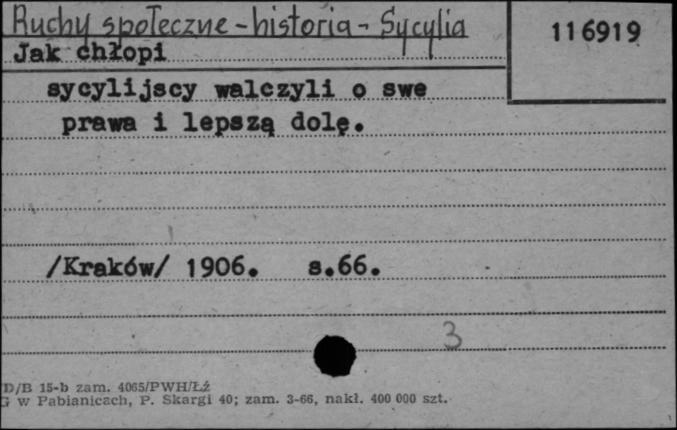 Ruchy społeczne - historia - Sycylia
116919
Jak chłopi
sycylijscy walczyli o swe
prawa i lepszą dolę.
/Kraków/ 1906. s.66.
3
D/B 15-b zam. 4065/PWH/Łź
G w Pabianicach, P. Skargi 40; zam. 3-66, nakł. 400 000 szt.